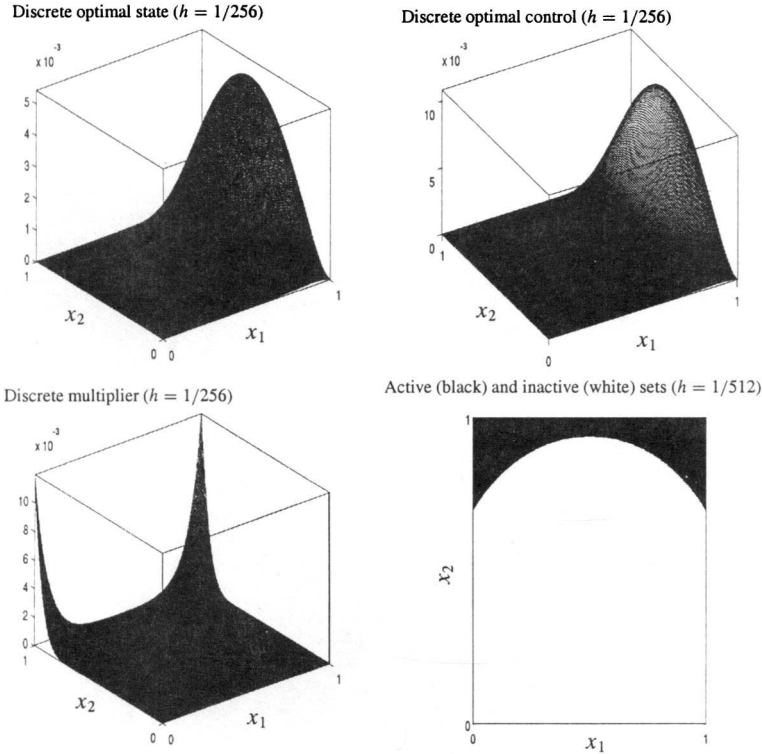 Discrete optimal state (h = 1/256)
x 10 -3
5
4
3
2
1
0
1
x2
0 0
x1
1
Discrete optimal control (h = 1/256)
x 10 -3
10
5
0
1
x2
0
x1
1
Discrete multiplier (h = 1/256)
x 10 -3
10
8
6
4
2
0
1
x2
0 0
x1
1
Active (black) and inactive (white) sets (h = 1/512)
1
x2
0
0
x1
1